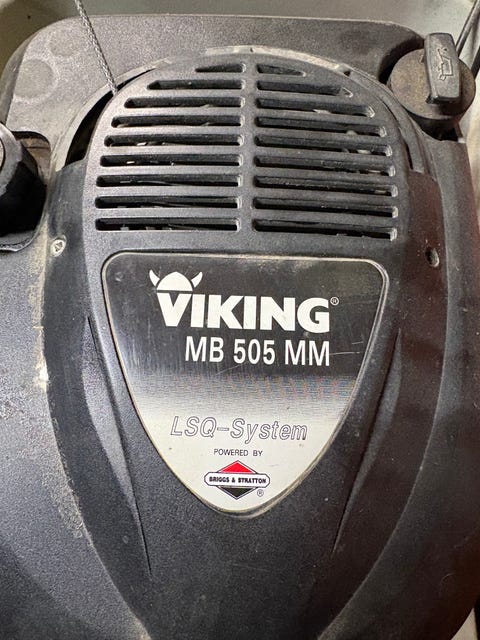 VIKING®
MB 505 MM
LSQ-System
POWERED BY
BRIGGS & STRATTON
®